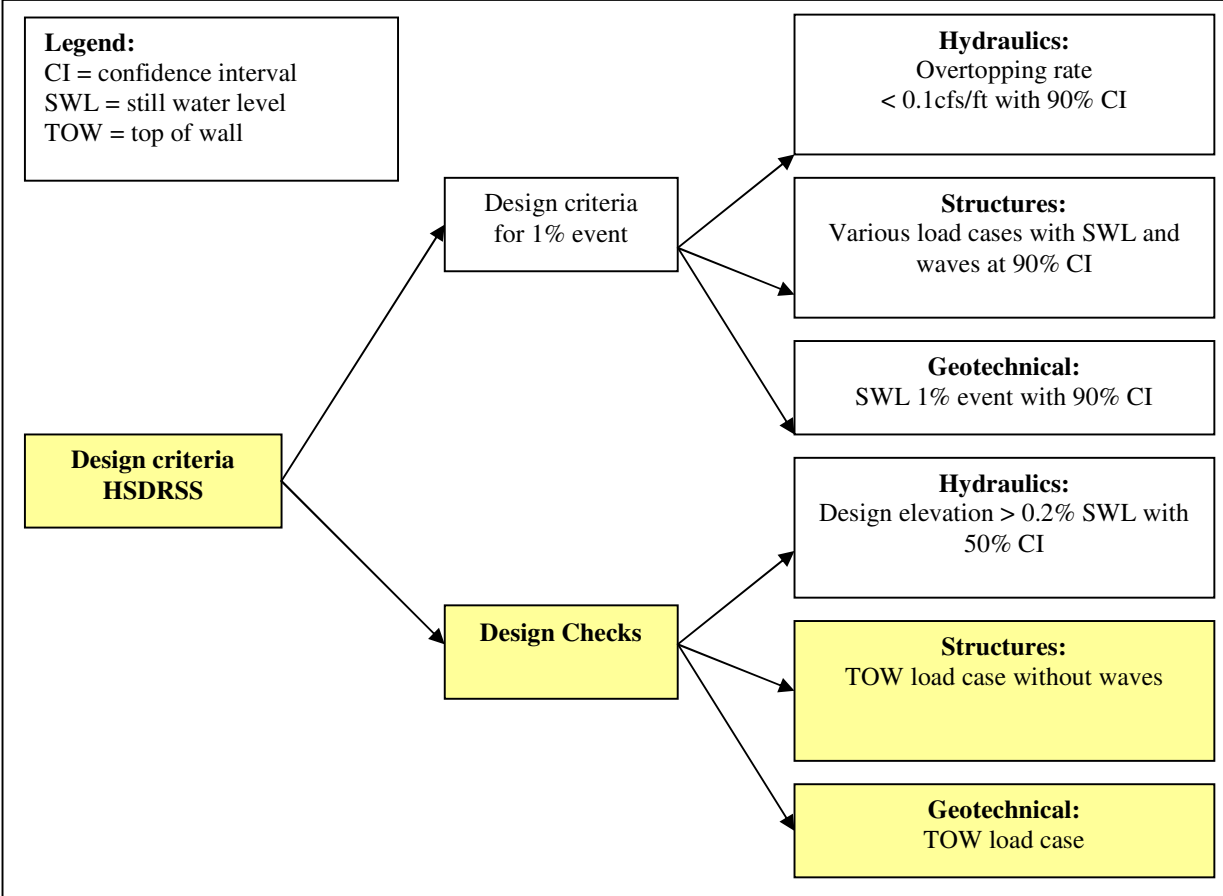 Legend:
CI = confidence interval
SWL = still water level
TOW = top of wall
Hydraulics:
Overtopping rate
< 0.1cfs/ft with 90% CI
Design criteria
for 1% event
Structures:
Various load cases with SWL and
waves at 90% CI
Geotechnical:
SWL 1% event with 90% CI
Design criteria
HSDRSS
Hydraulics:
Design elevation > 0.2% SWL with
50% CI
Design Checks
Structures:
TOW load case without waves
Geotechnical:
TOW load case